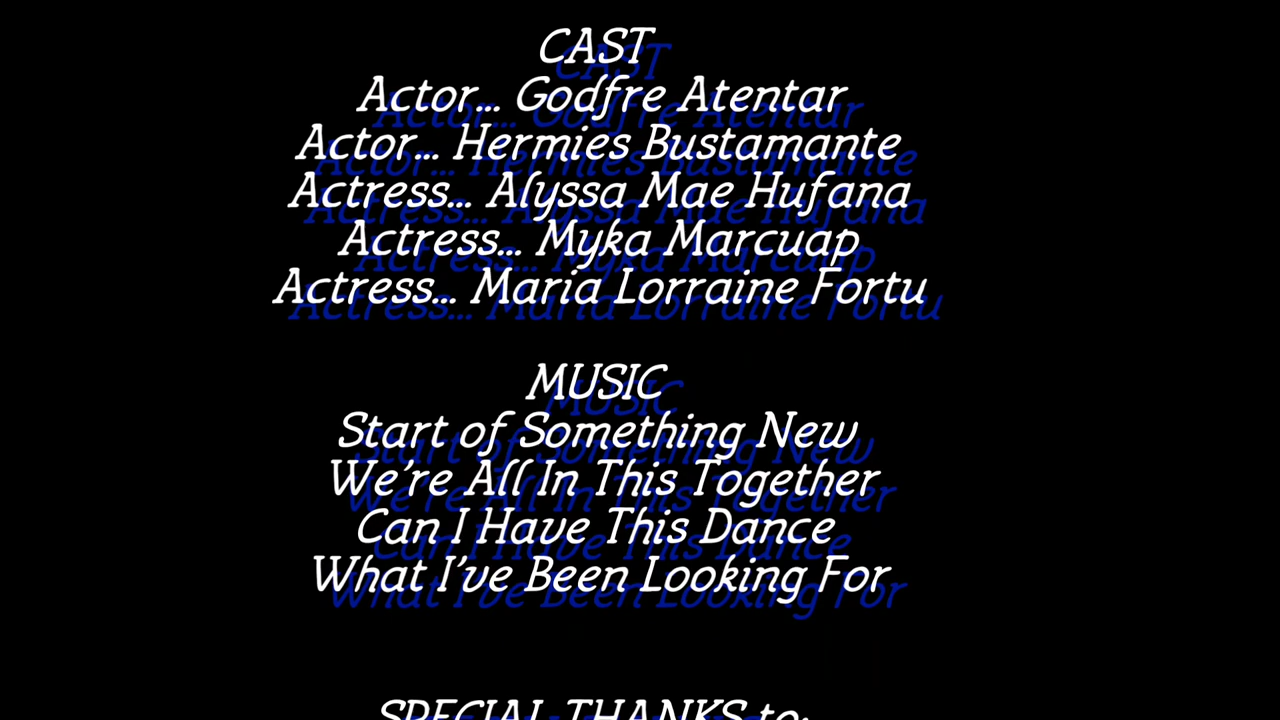 CAST
Actor... Godfre Atentar
Actor... Hermies Bustamante
Actress... Alyssa Mae Hufana
Actress... Myka Marcuap
Actress... Maria Lorraine Fortu
MUSIC
Start of Something New
We're All In This Together
Can I Have This Dance
What I've Been Looking For
SPECIAL THANKS to: